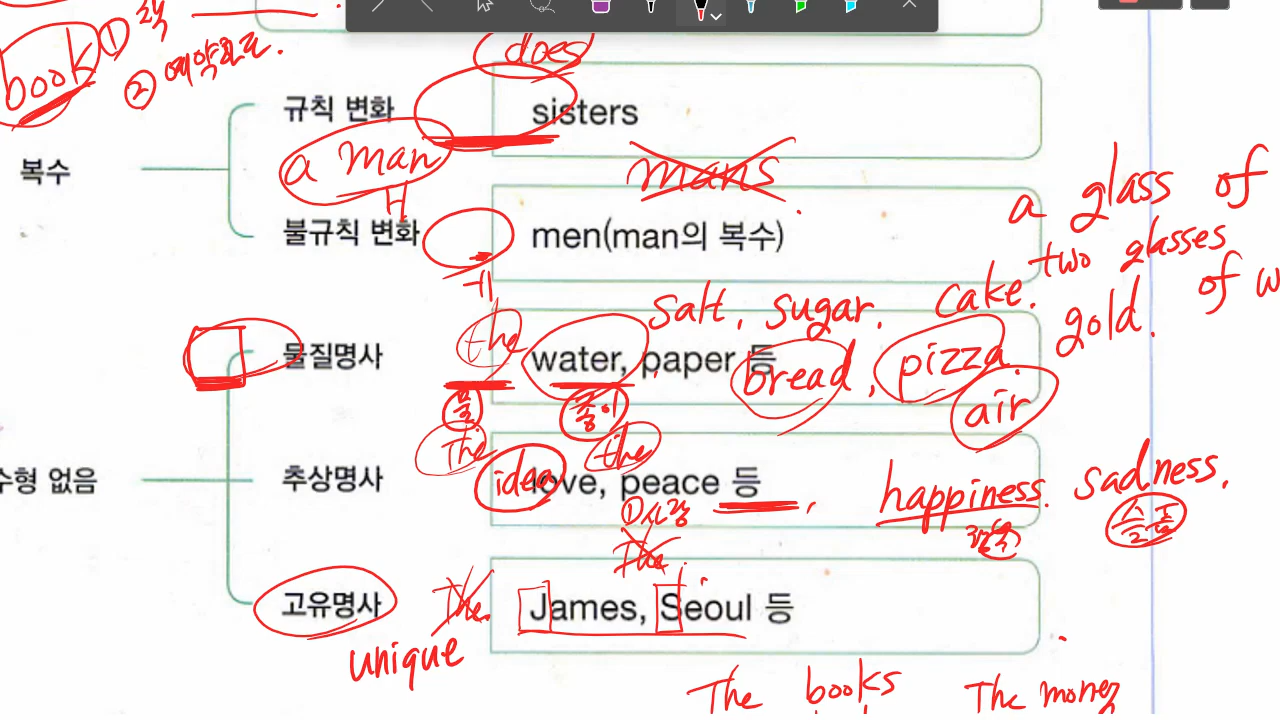 book ① 책
② 예약하다.
does
규칙 변화
sisters
복수
a man
mans
불규칙 변화
men(man의 복수)
a glass of
two glasses
of w
salt, sugar. cake.
gold.
물질명사
the
water, paper 등
bread, pizza.
air
물
종이
The
the
수형 없음
추상명사
idea
love, peace 등
happiness. sadness.
행복
슬픔
① 사랑
The
고유명사
The.
James, Seoul 등
unique
The books
The money